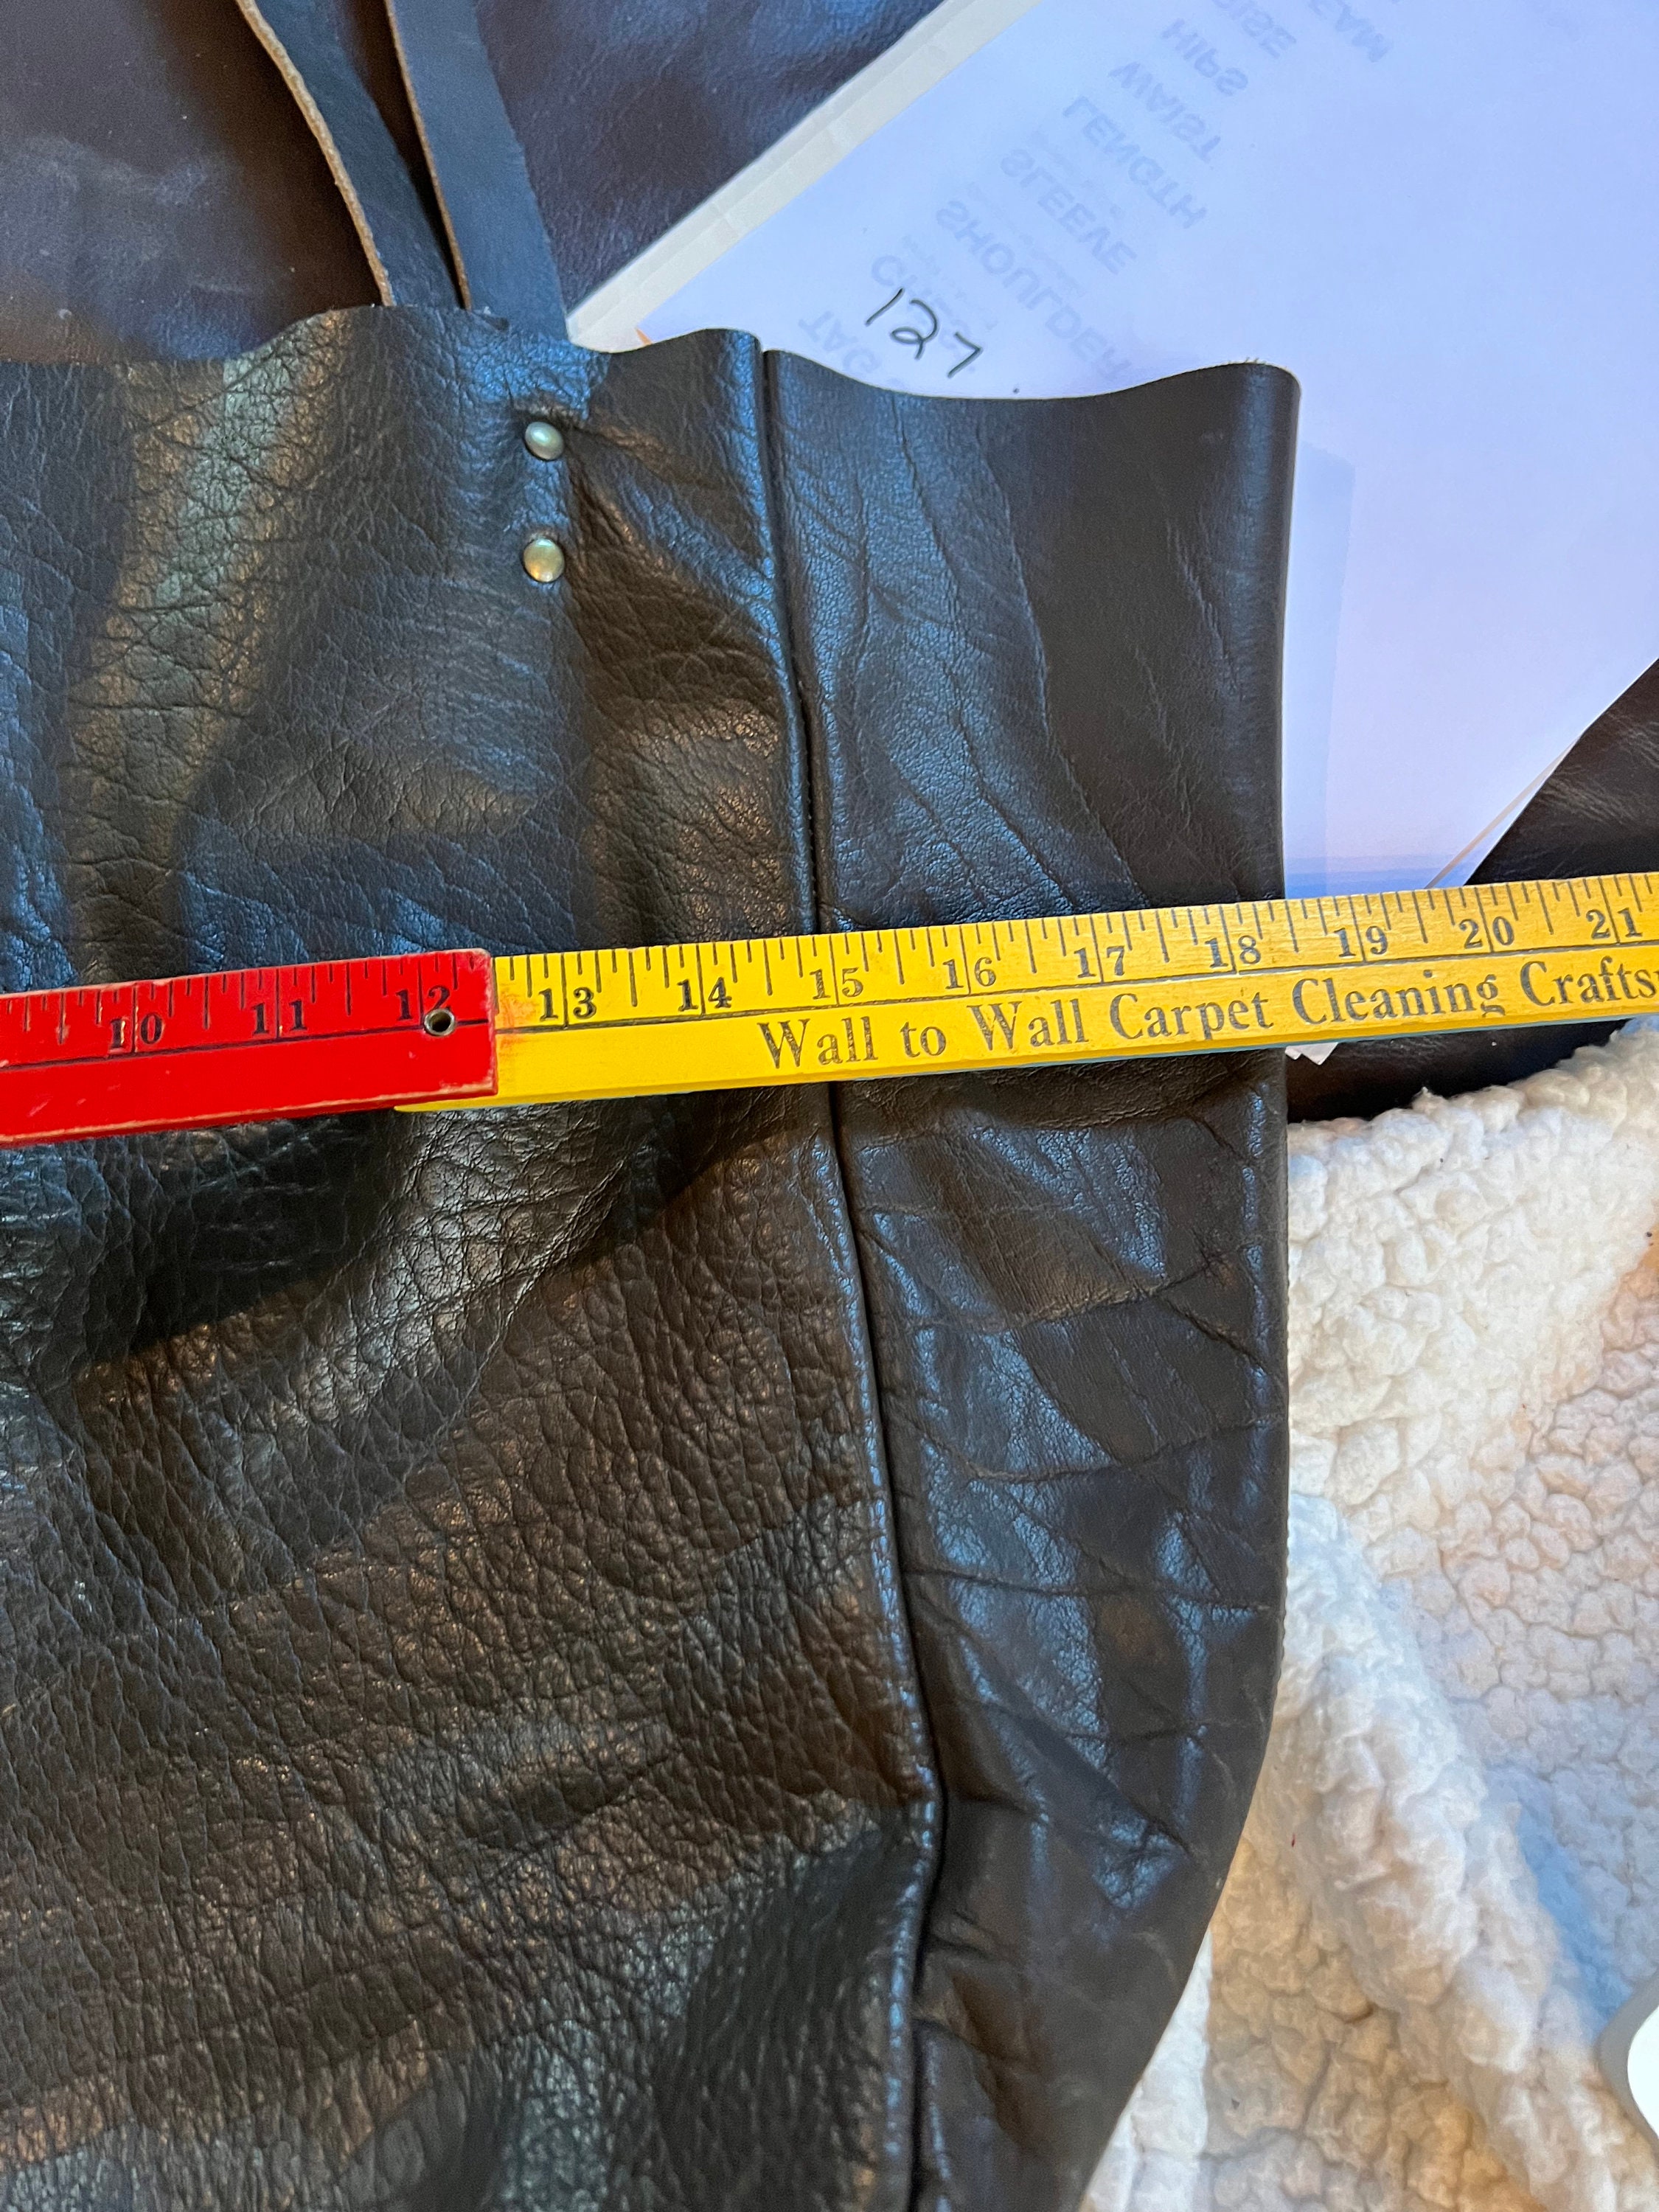 HIPS
WAIST
LENGTH
SLEEVE
SHOULDER
TAG
127
10 11 12 13 14 15 16 17 18 19 20 21
Wall to Wall Carpet Cleaning Crafts